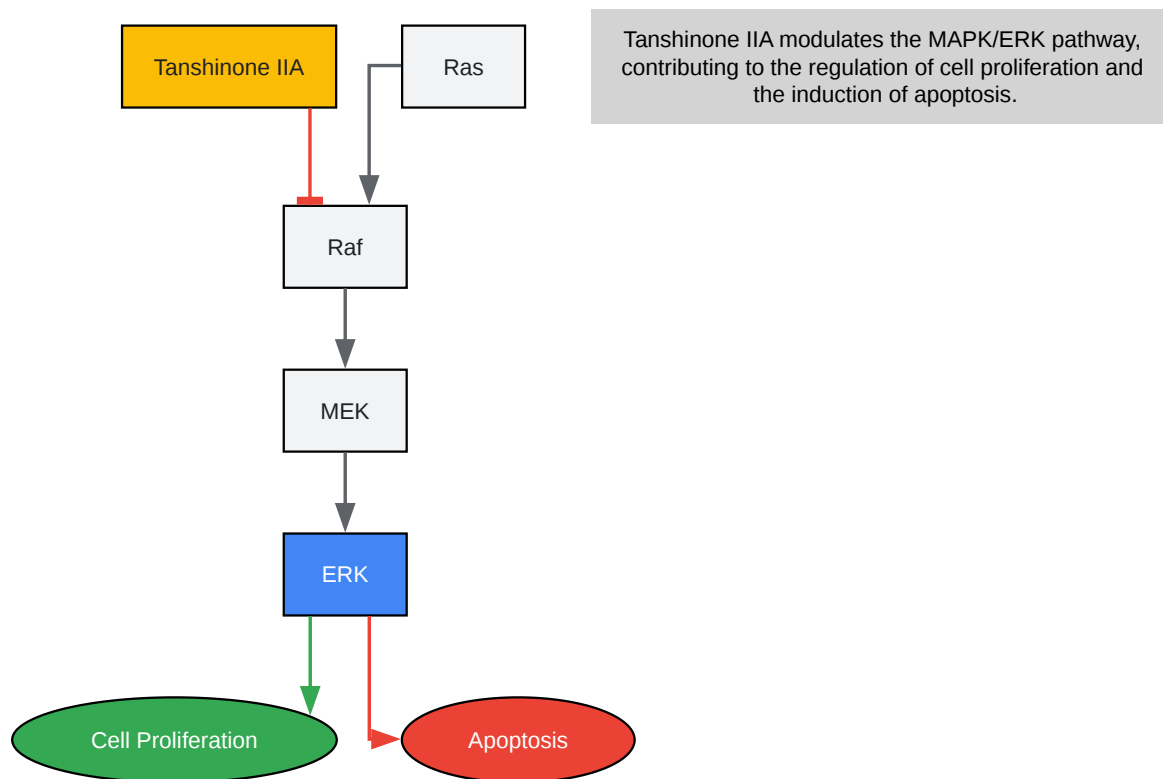 Tanshinone IIA
Ras
Tanshinone IIA modulates the MAPK/ERK pathway,
contributing to the regulation of cell proliferation and
the induction of apoptosis.
Raf
MEK
ERK
Cell Proliferation
Apoptosis